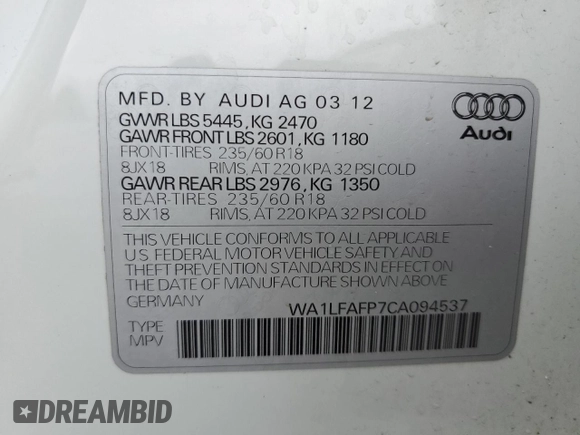 MFD. BY AUDI AG 03 12
GVWR LBS 5445, KG 2470
GAWR FRONT LBS 2601, KG 1180
FRONT-TIRES 235/60 R18
8JX18 RIMS, AT 220 KPA 32 PSI COLD
GAWR REAR LBS 2976, KG 1350
REAR-TIRES 235/60 R18
8JX18 RIMS, AT 220 KPA 32 PSI COLD
Audi
THIS VEHICLE CONFORMS TO ALL APPLICABLE
U S FEDERAL MOTOR VEHICLE SAFETY AND
THEFT PREVENTION STANDARDS IN EFFECT ON
THE DATE OF MANUFACTURE SHOWN ABOVE
GERMANY WA1LFAFP7CA094537
TYPE
MPV
DREAMBID